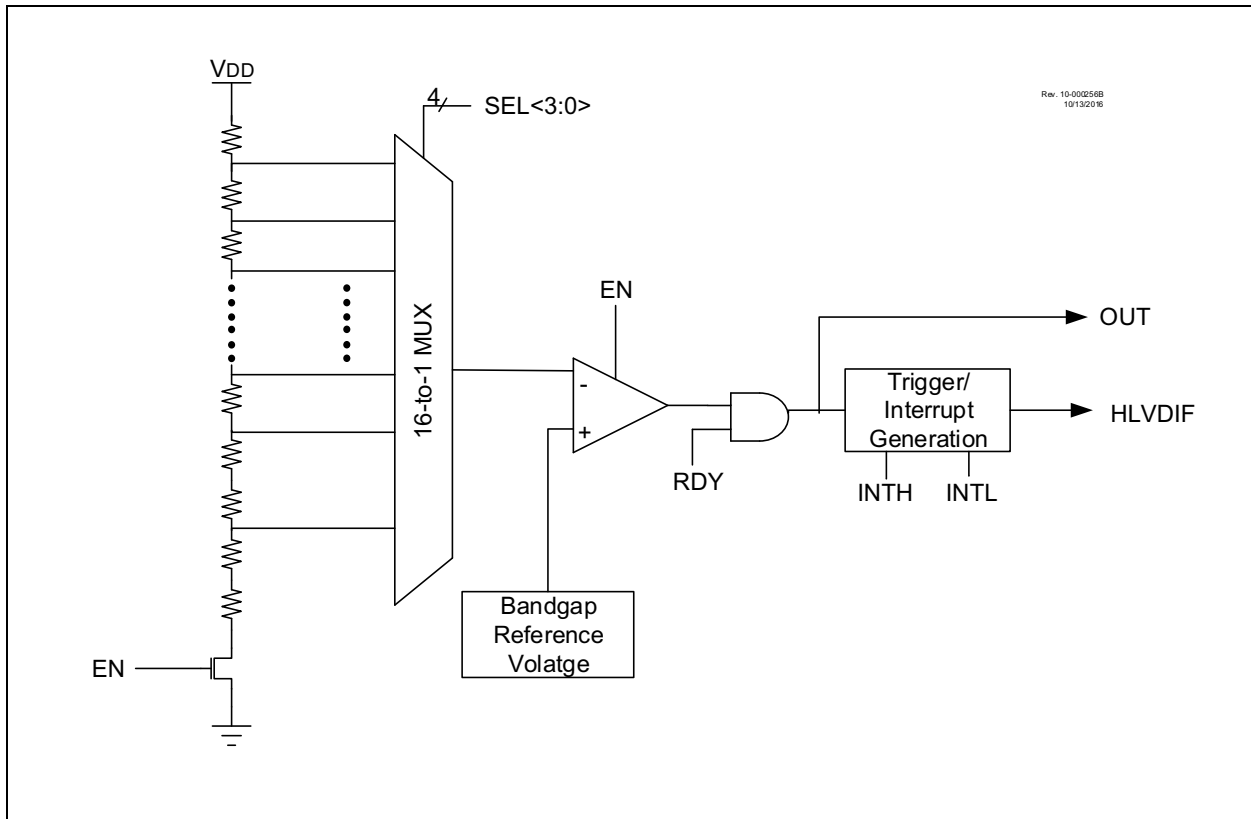 VDD
4
SEL<3:0>
Rev. 10-000256B
10/13/2016
16-to-1 MUX
EN
-
+
RDY
OUT
Trigger/
Interrupt
Generation
HLVDIF
INTH
INTL
Bandgap
Reference
Volatge
EN